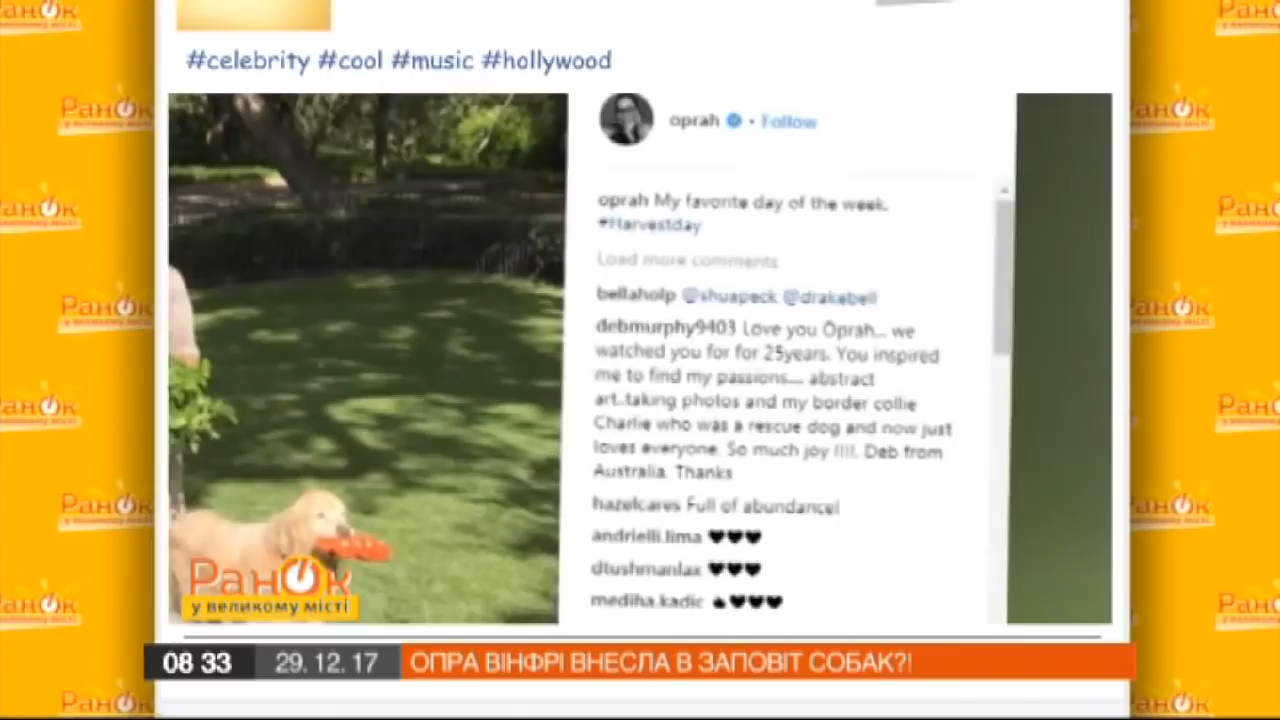 #celebrity #cool #music #hollywood
oprah • Follow
oprah My favorite day of the week.
#Harvestday
Load more comments
bellaholp @shuapeck @drakebell
debmurphy9403 Love you Oprah... we
watched you for for 25years. You inspired
me to find my passions.... abstract
art..taking photos and my border collie
Charlie who was a rescue dog and now just
loves everyone. So much joy !!!!. Deb from
Australia. Thanks
hazelcares Full of abundance!
andrielli.lima 🖤🖤🖤
dtushmanlax 🖤🖤🖤
mediha.kadic 🖤🖤🖤
РанОк
у великому місті
08 33 29. 12. 17 ОПРА ВІНФРІ ВНЕСЛА В ЗАПОВІТ СОБАК?!